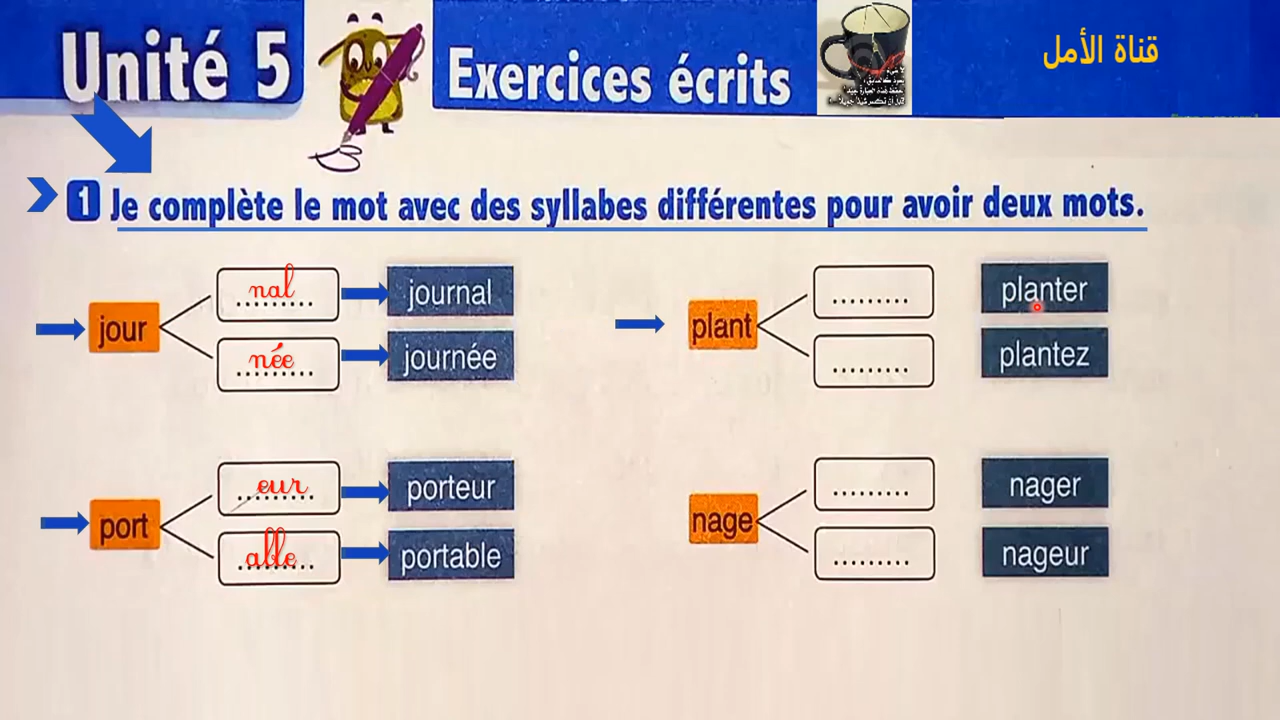 Unité 5
Exercices écrits
قناة الأمل
1 Je complète le mot avec des syllabes différentes pour avoir deux mots.
jour
nal
journal
née
journée
plant
.........
planter
.........
plantez
port
eur
porteur
able
portable
nage
.........
nager
.........
nageur